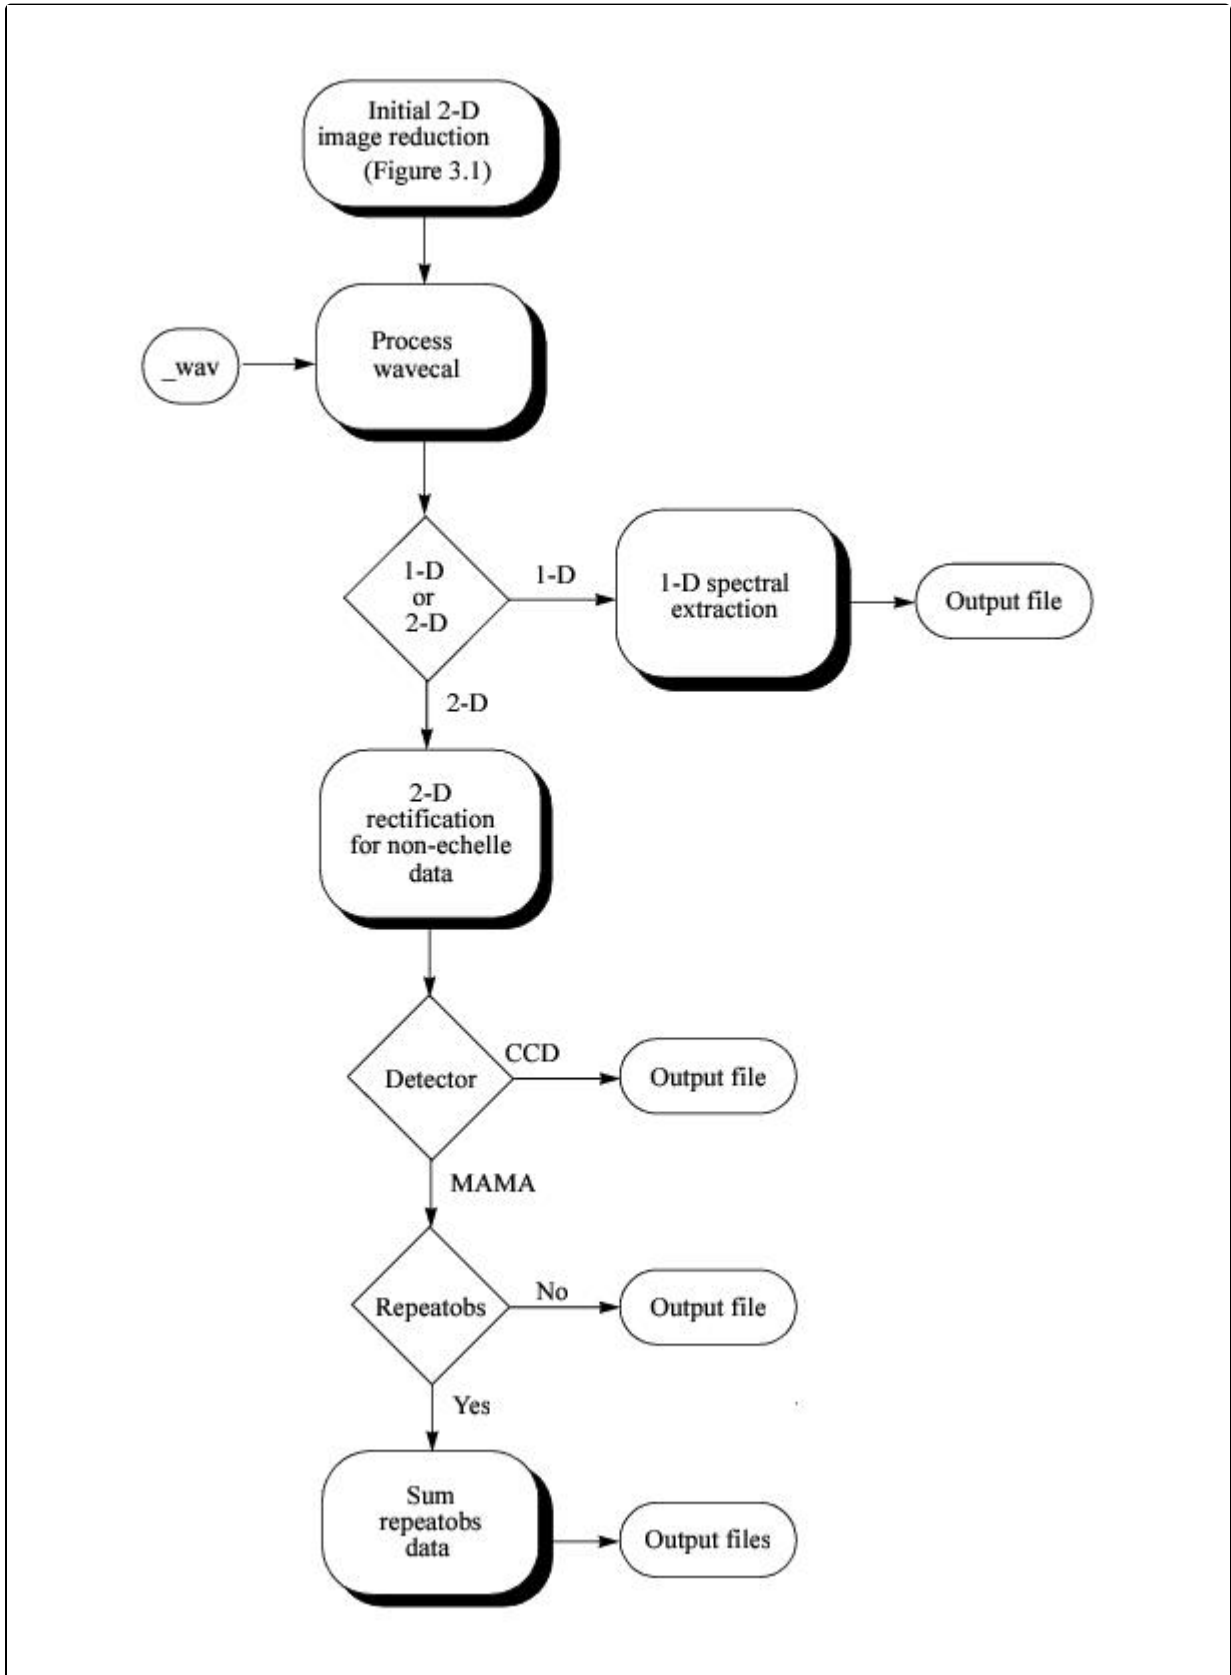 Initial 2-D
image reduction
(Figure 3.1)
Process
wavecal
_wav
1-D
or
2-D
1-D
1-D spectral
extraction
Output file
2-D
2-D
rectification
for non-echelle
data
Detector
CCD
Output file
MAMA
Repeatobs
No
Output file
Yes
Sum
repeatobs
data
Output files